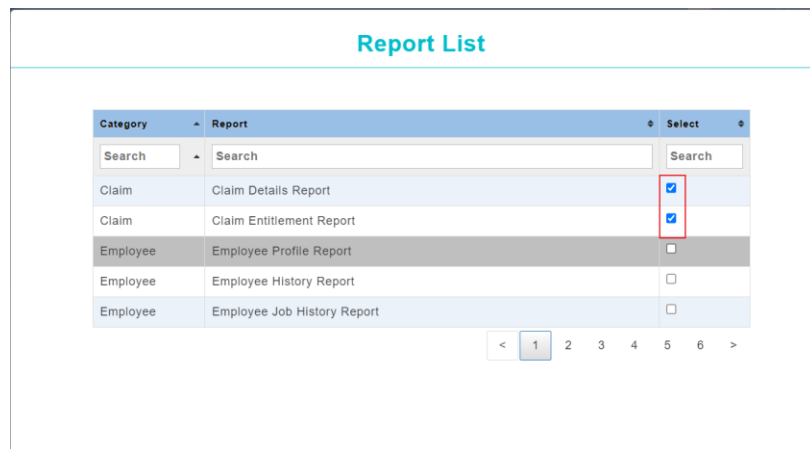 Report List
Category Report Select
Search Search Search
Claim Claim Details Report
Claim Claim Entitlement Report
Employee Employee Profile Report
Employee Employee History Report
Employee Employee Job History Report
< 1 2 3 4 5 6 >